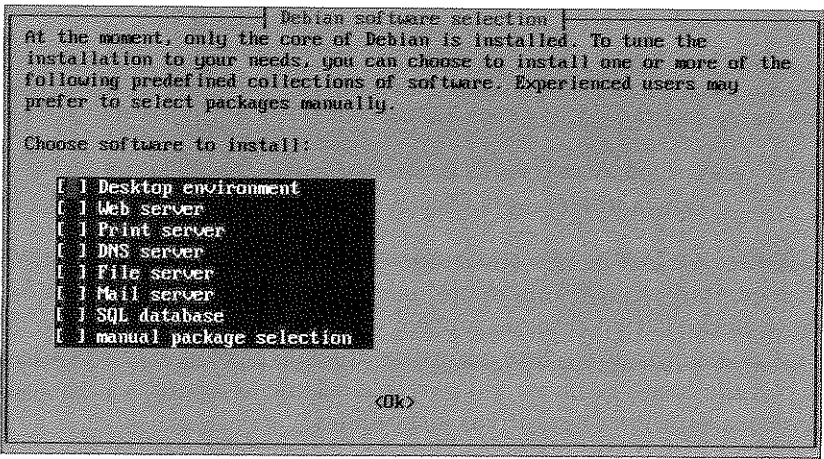 Debian software selection
At the moment, only the core of Debian is installed. To tune the
installation to your needs, you can choose to install one or more of the
following predefined collections of software. Experienced users may
prefer to select packages manually.
Choose software to install:
[ ] Desktop environment
[ ] Web server
[ ] Print server
[ ] DNS server
[ ] File server
[ ] Mail server
[ ] SQL database
[ ] manual package selection
<Ok>